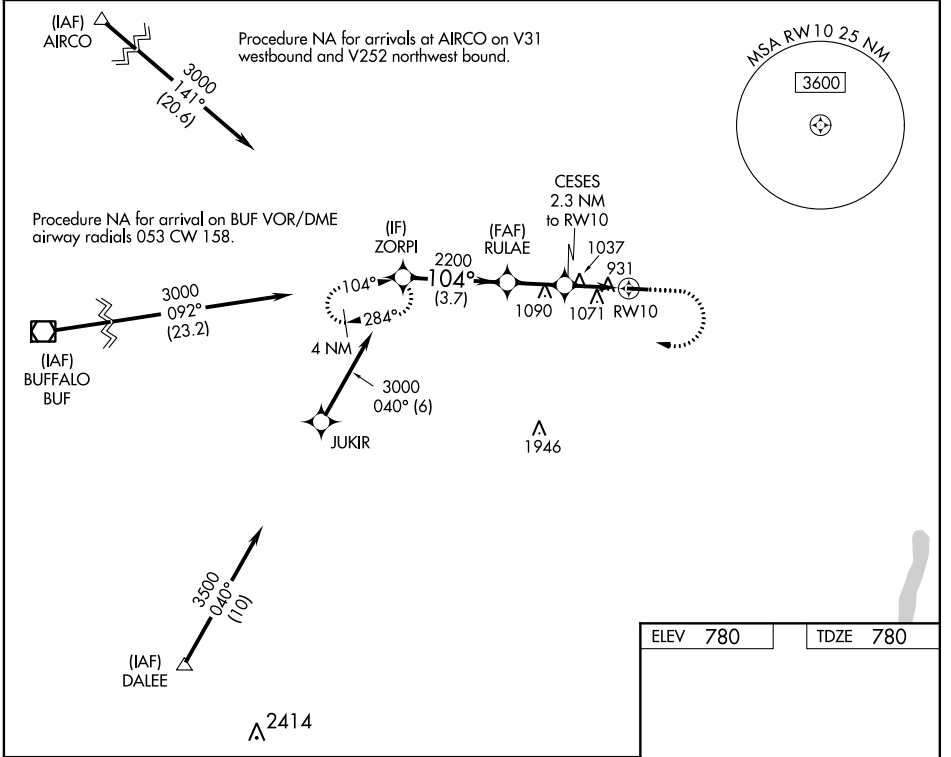 (IAF)
AIRCO
3000
141°
(20.6)
Procedure NA for arrivals at AIRCO on V31
westbound and V252 northwest bound.
MSA RW10 25 NM
3600
Procedure NA for arrival on BUF VOR/DME
airway radials 053 CW 158.
3000
092°
(23.2)
(IAF)
BUFFALO
BUF
(IF)
ZORPI
104°
284°
4 NM
2200
104°
(3.7)
(FAF)
RULAE
CESES
2.3 NM
to RW10
1037
931
1090
1071
RW10
3000
040° (6)
JUKIR
1946
3500
040°
(10)
(IAF)
DALEE
2414
ELEV 780
TDZE 780